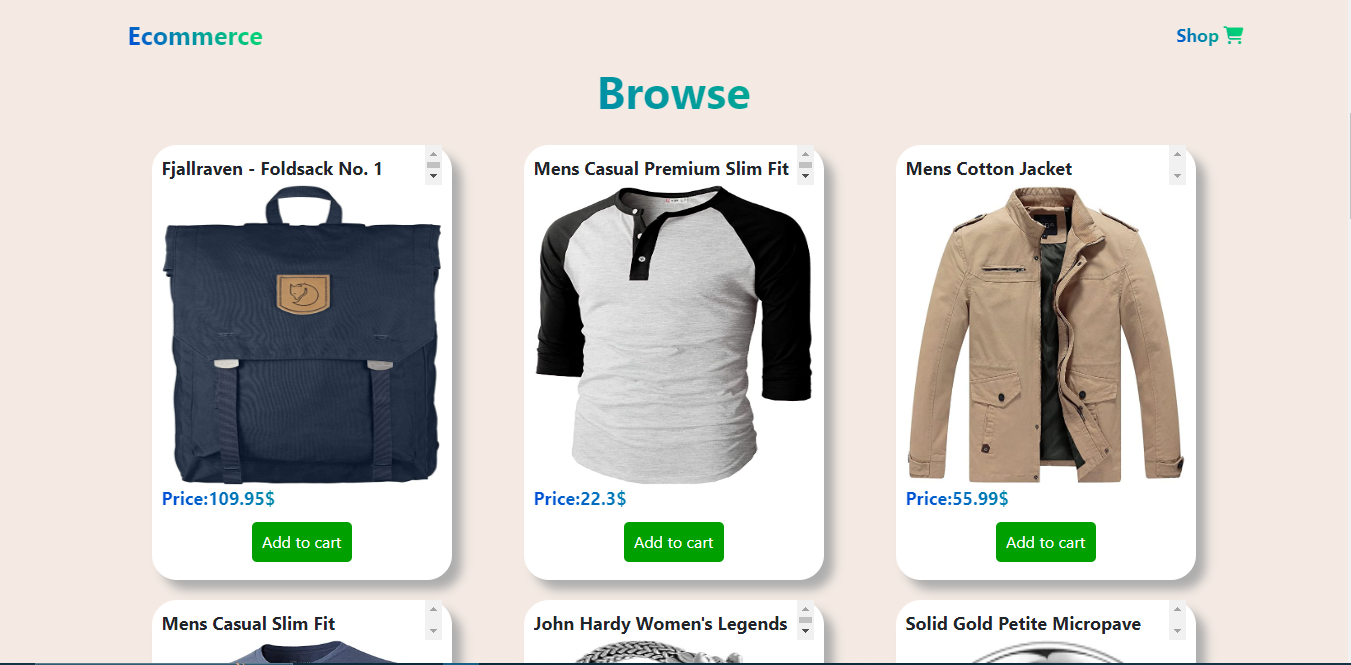 Ecommerce
Shop
Browse
Fjallraven - Foldsack No. 1
Mens Casual Premium Slim Fit
Mens Cotton Jacket
Price:109.95$
Price:22.3$
Price:55.99$
Add to cart
Add to cart
Add to cart
Mens Casual Slim Fit
John Hardy Women's Legends
Solid Gold Petite Micropave